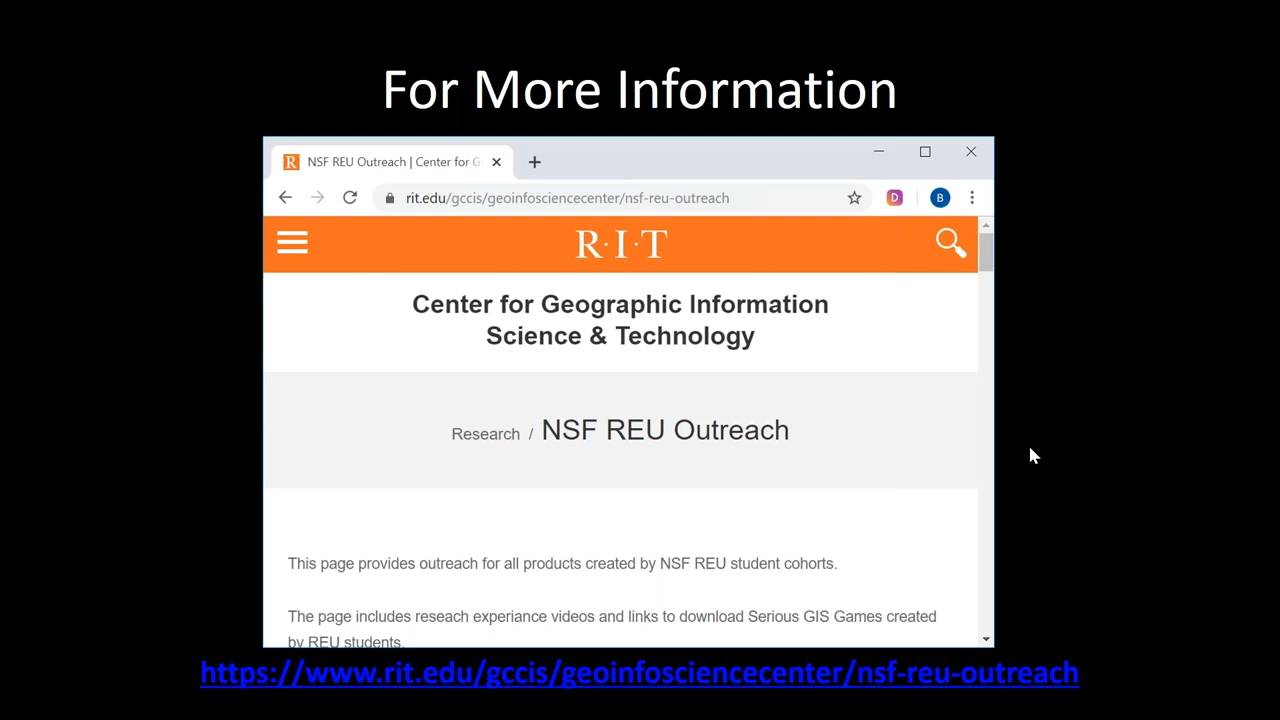 For More Information
R NSF REU Outreach | Center for G
rit.edu/gccis/geoinfosciencecenter/nsf-reu-outreach
D
B
R·I·T
Center for Geographic Information
Science & Technology
Research / NSF REU Outreach
This page provides outreach for all products created by NSF REU student cohorts.
The page includes reseach experiance videos and links to download Serious GIS Games created
by REU students.
https://www.rit.edu/gccis/geoinfosciencecenter/nsf-reu-outreach